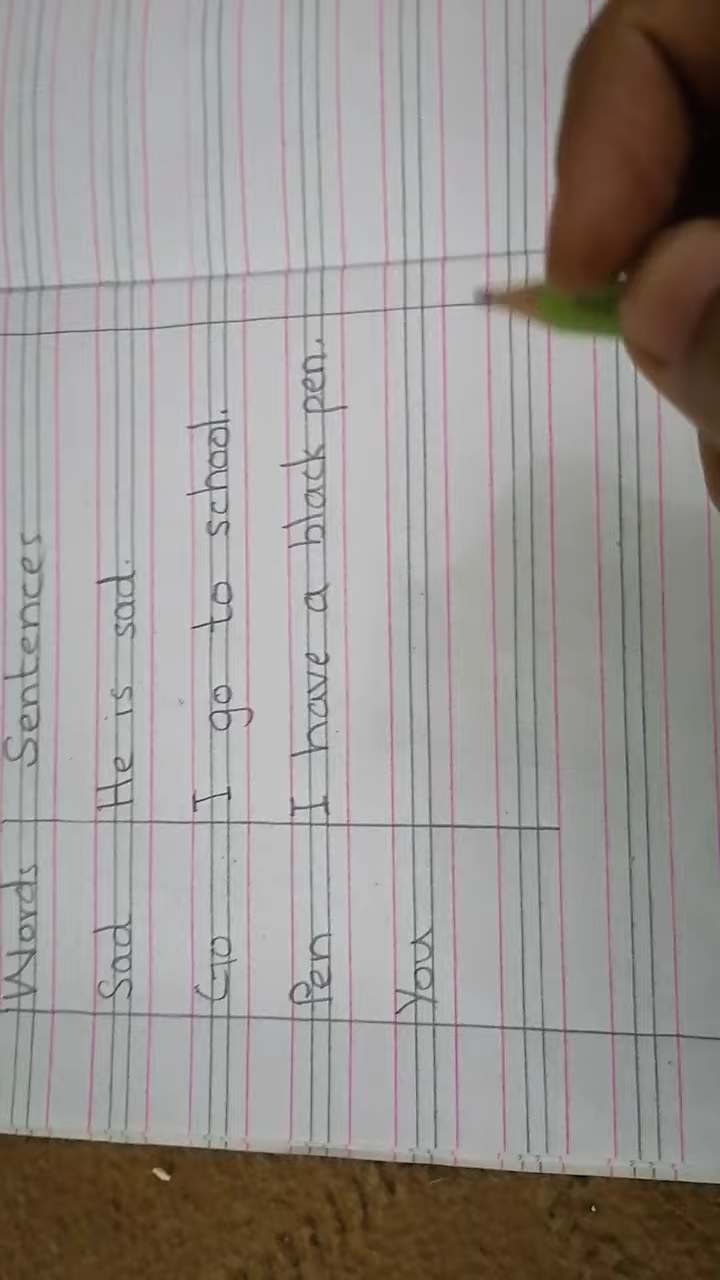 Words Sentences
Sad He is sad.
Go I go to school.
Pen I have a black pen.
You